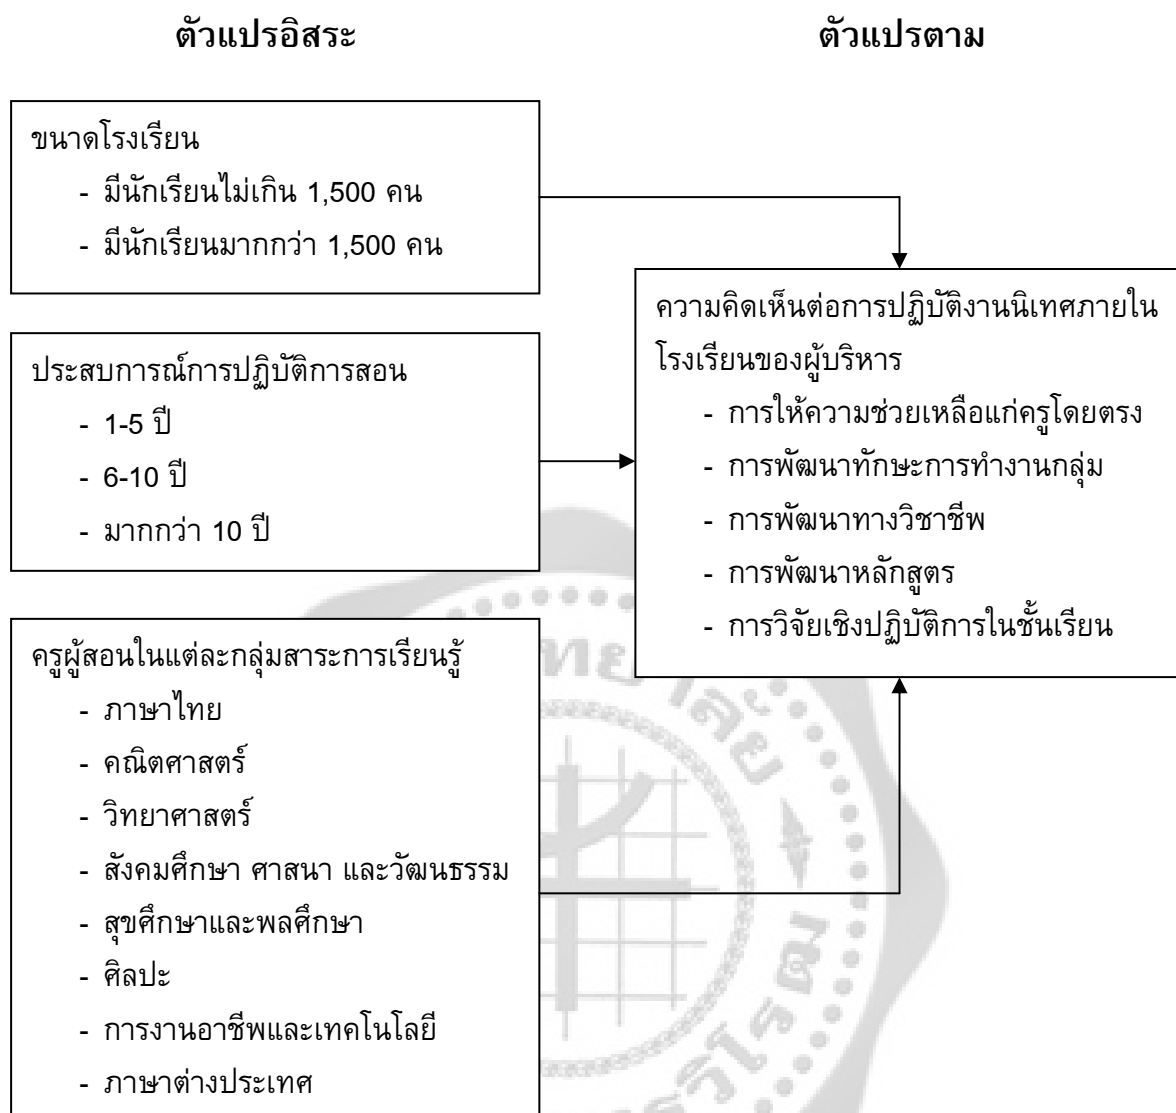 ตัวแปรอิสระ
ตัวแปรตาม
ขนาดโรงเรียน
- มีนักเรียนไม่เกิน 1,500 คน
- มีนักเรียนมากกว่า 1,500 คน
ประสบการณ์การปฏิบัติการสอน
- 1-5 ปี
- 6-10 ปี
- มากกว่า 10 ปี
ครูผู้สอนในแต่ละกลุ่มสาระการเรียนรู้
- ภาษาไทย
- คณิตศาสตร์
- วิทยาศาสตร์
- สังคมศึกษา ศาสนา และวัฒนธรรม
- สุขศึกษาและพลศึกษา
- ศิลปะ
- การงานอาชีพและเทคโนโลยี
- ภาษาต่างประเทศ
ความคิดเห็นต่อการปฏิบัติงานนิเทศภายใน
โรงเรียนของผู้บริหาร
- การให้ความช่วยเหลือแก่ครูโดยตรง
- การพัฒนาทักษะการทำงานกลุ่ม
- การพัฒนาทางวิชาชีพ
- การพัฒนาหลักสูตร
- การวิจัยเชิงปฏิบัติการในชั้นเรียน